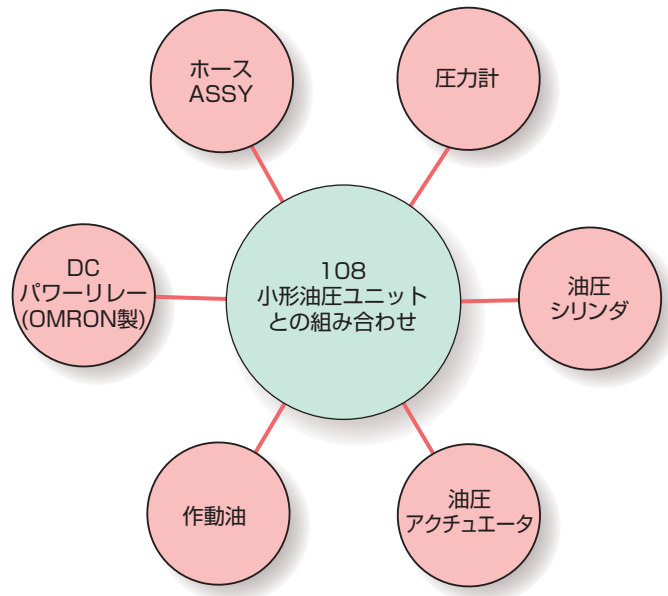 ホース
ASSY
圧力計
DC
パワーリレー
(OMRON製)
108
小形油圧ユニット
との組み合わせ
油圧
シリンダ
作動油
油圧
アクチュエータ